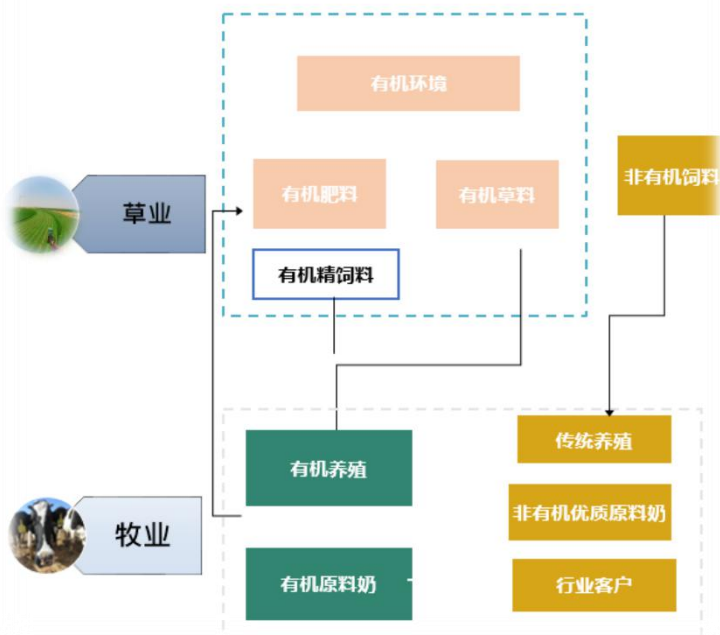 有机环境
草业
有机肥料
有机草料
非有机饲料
有机精饲料
有机养殖
传统养殖
牧业
非有机优质原料奶
有机原料奶
行业客户